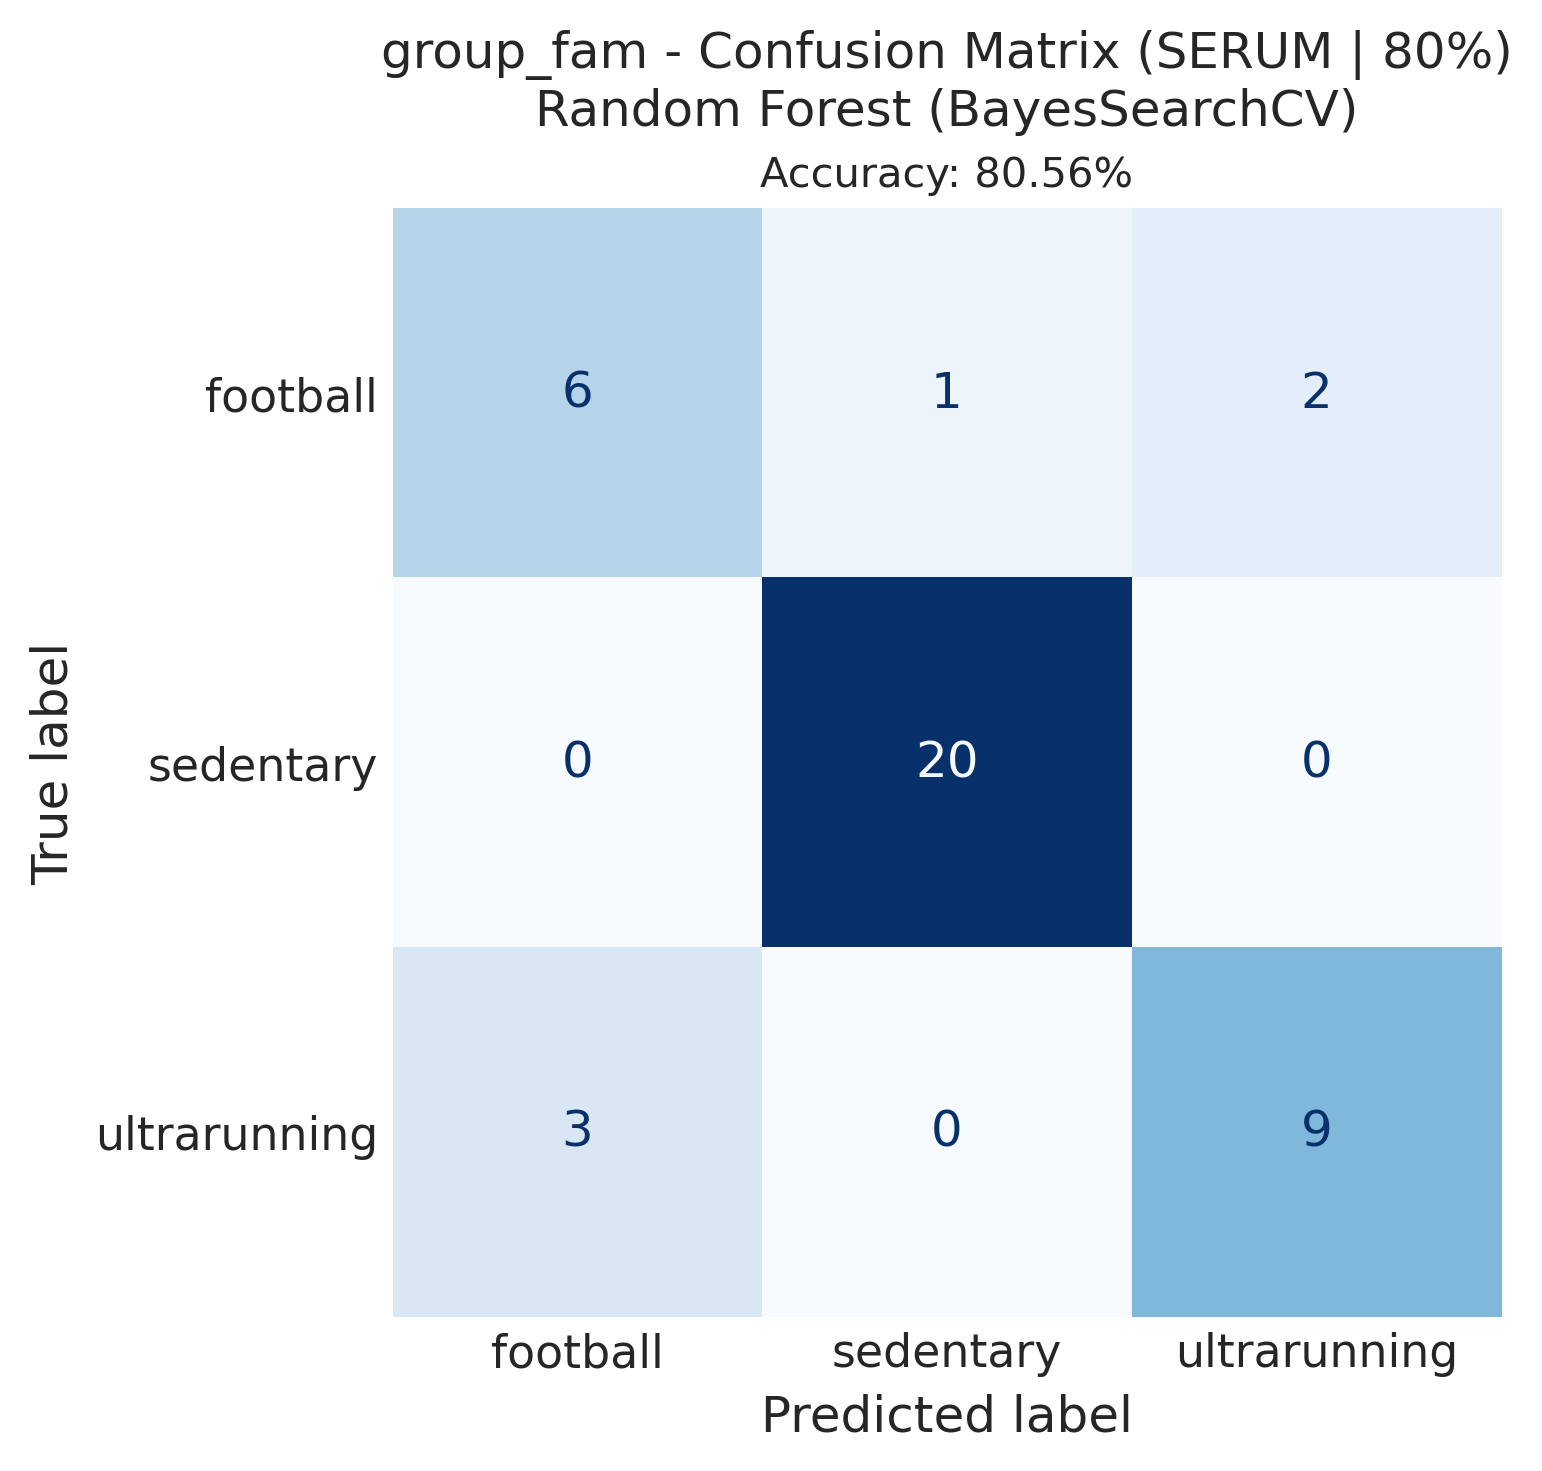 group_fam - Confusion Matrix (SERUM | 80%)
Random Forest (BayesSearchCV)
Accuracy: 80.56%
football 6 1 2
sedentary 0 20 0
ultrarunning 3 0 9
football sedentary ultrarunning
Predicted label
True label